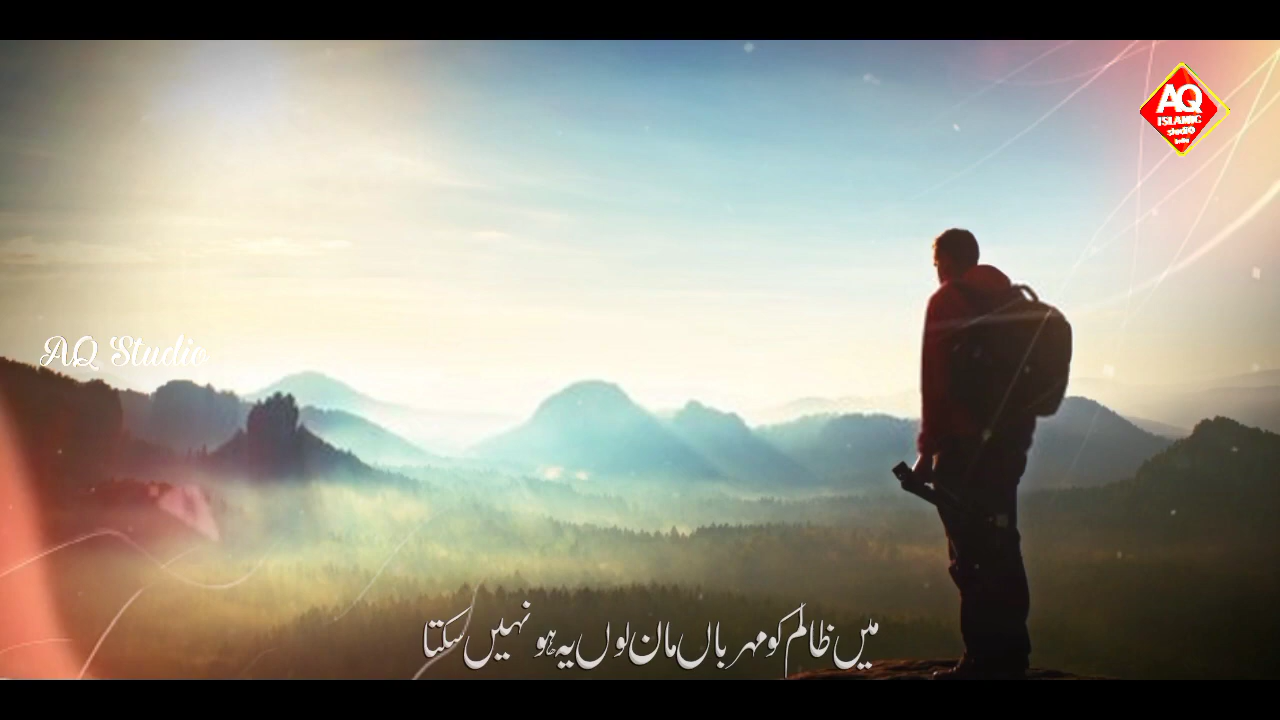 AQ
ISLAMIC
studiO
AQ Studio
میں ظالم کو مہرباں مان لوں یہ ہو نہیں سکتا